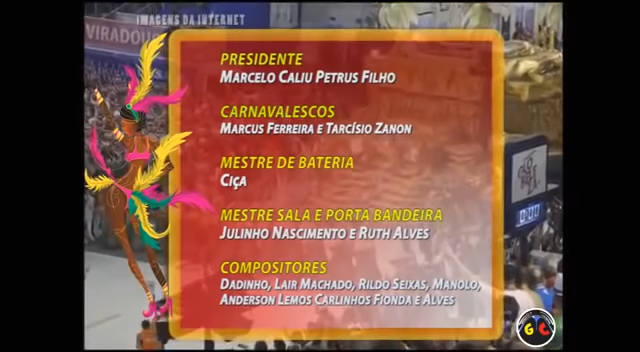 IMAGENS DA INTERNET
VIRADOURO
PRESIDENTE
MARCELO CALIU PETRUS FILHO
CARNAVALESCOS
MARCUS FERREIRA E TARCÍSIO ZANON
MESTRE DE BATERIA
CIÇA
MESTRE SALA E PORTA BANDEIRA
JULINHO NASCIMENTO E RUTH ALVES
COMPOSITORES
DADINHO, LAIR MACHADO, RILDO SEIXAS, MANOLO,
ANDERSON LEMOS CARLINHOS FIONDA E ALVES
G C